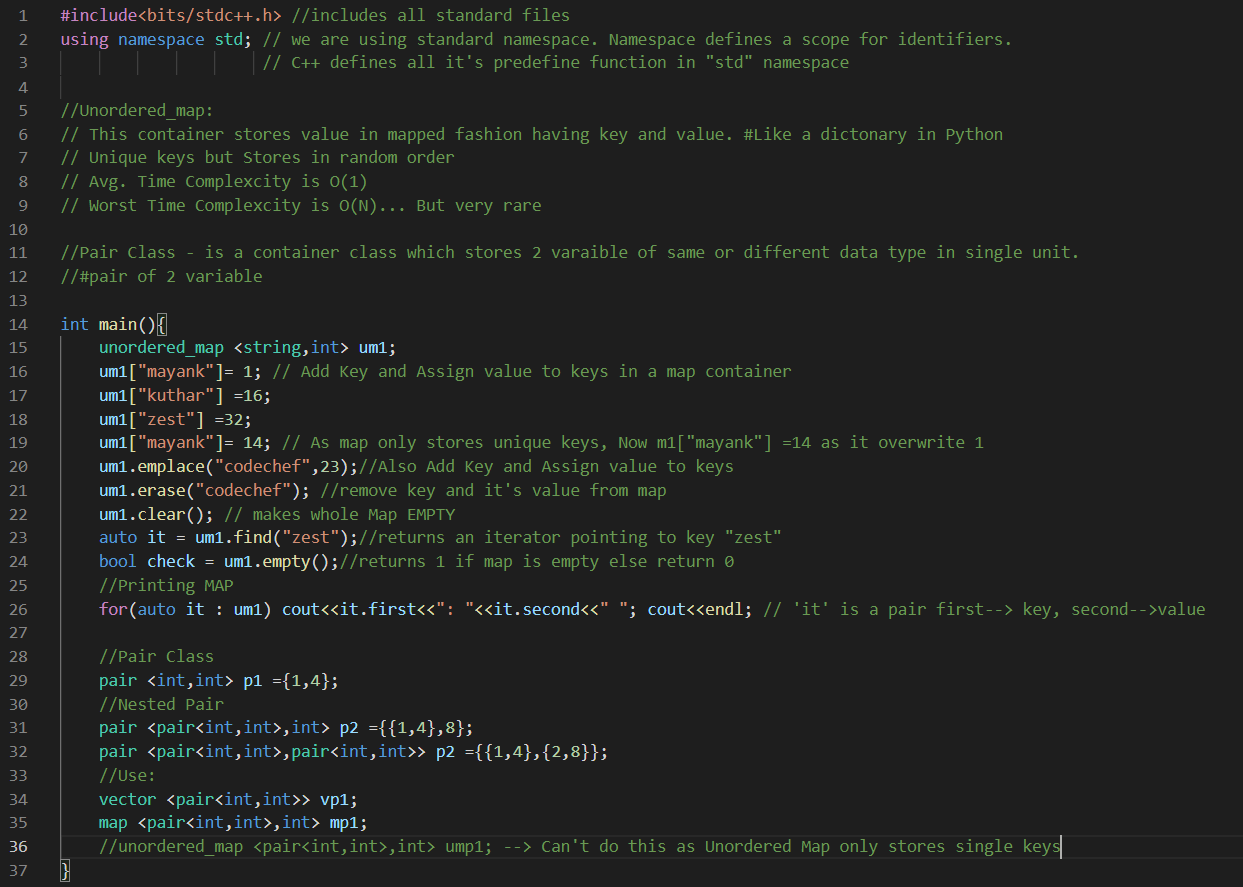 1 #include<bits/stdc++.h> //includes all standard files
2 using namespace std; // we are using standard namespace. Namespace defines a scope for identifiers.
3 // C++ defines all it's predefine function in "std" namespace
4
5 //Unordered_map:
6 // This container stores value in mapped fashion having key and value. #Like a dictonary in Python
7 // Unique keys but Stores in random order
8 // Avg. Time Complexcity is O(1)
9 // Worst Time Complexcity is O(N)... But very rare
10
11 //Pair Class - is a container class which stores 2 varaible of same or different data type in single unit.
12 //#pair of 2 variable
13
14 int main(){
15 unordered_map <string,int> um1;
16 um1["mayank"]= 1; // Add Key and Assign value to keys in a map container
17 um1["kuthar"] =16;
18 um1["zest"] =32;
19 um1["mayank"]= 14; // As map only stores unique keys, Now m1["mayank"] =14 as it overwrite 1
20 um1.emplace("codechef",23);//Also Add Key and Assign value to keys
21 um1.erase("codechef"); //remove key and it's value from map
22 um1.clear(); // makes whole Map EMPTY
23 auto it = um1.find("zest");//returns an iterator pointing to key "zest"
24 bool check = um1.empty();//returns 1 if map is empty else return 0
25 //Printing MAP
26 for(auto it : um1) cout<<it.first<<": "<<it.second<<" "; cout<<endl; // 'it' is a pair first--> key, second-->value
27
28 //Pair Class
29 pair <int,int> p1 ={1,4};
30 //Nested Pair
31 pair <pair<int,int>,int> p2 ={{1,4},8};
32 pair <pair<int,int>,pair<int,int>> p2 ={{1,4},{2,8}};
33 //Use:
34 vector <pair<int,int>> vp1;
35 map <pair<int,int>,int> mp1;
36 //unordered_map <pair<int,int>,int> ump1; --> Can't do this as Unordered Map only stores single keys
37 }